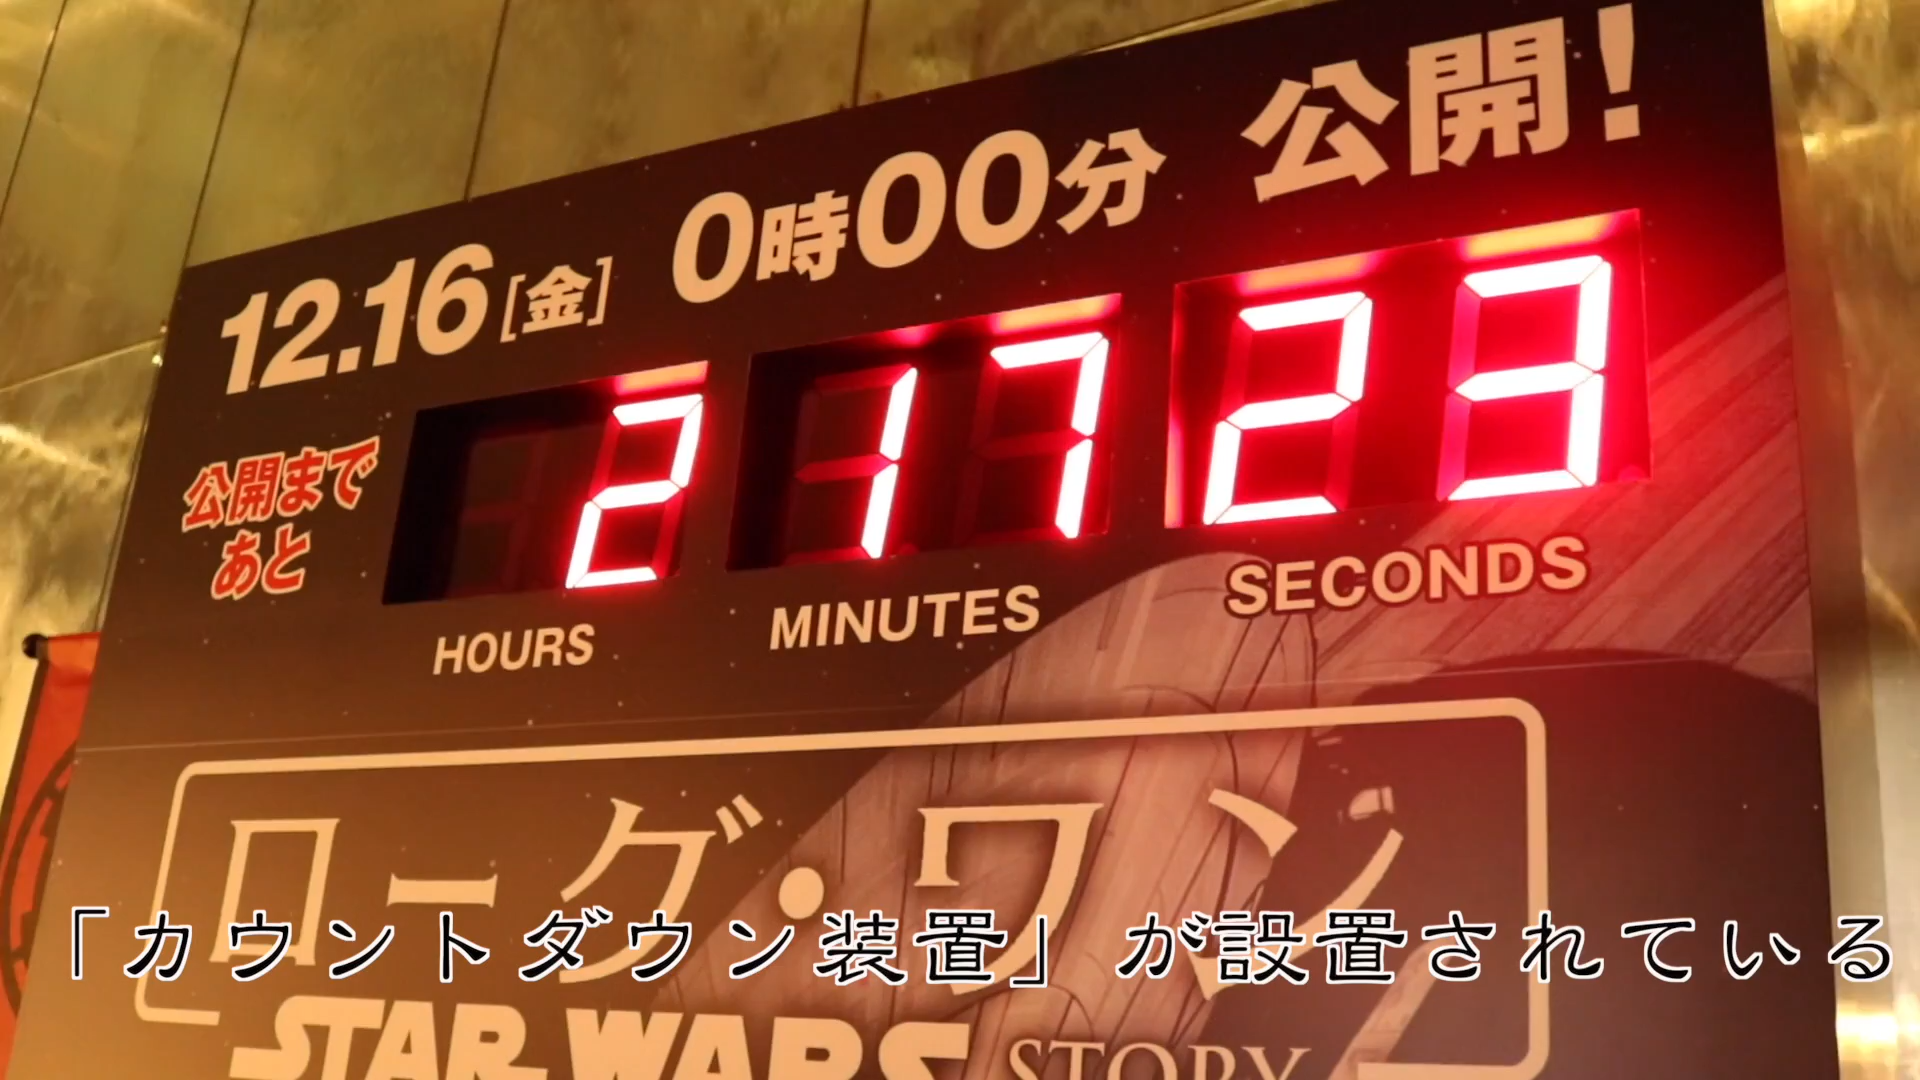 12.16[金] 0時00分 公開!
公開まで
あと
2 17 23
HOURS MINUTES SECONDS
ローグ・ワン
「カウントダウン装置」が設置されている
STAR WARS STORY